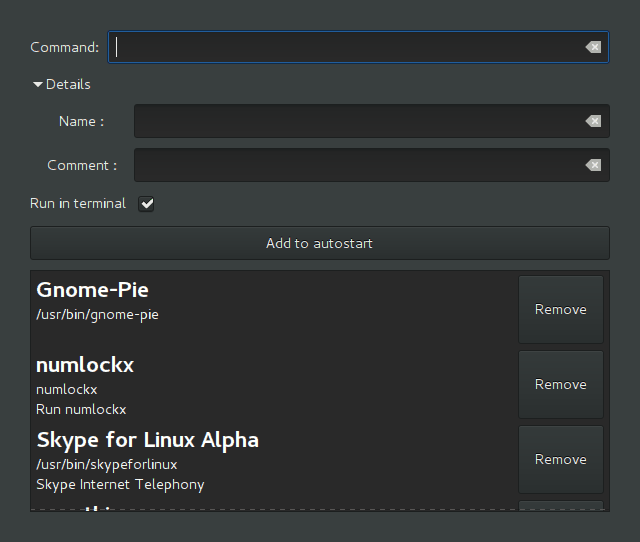 Command:
Details
Name :
Comment :
Run in terminal
Add to autostart
Gnome-Pie
/usr/bin/gnome-pie
Remove
numlockx
numlockx
Run numlockx
Remove
Skype for Linux Alpha
/usr/bin/skypeforlinux
Skype Internet Telephony
Remove